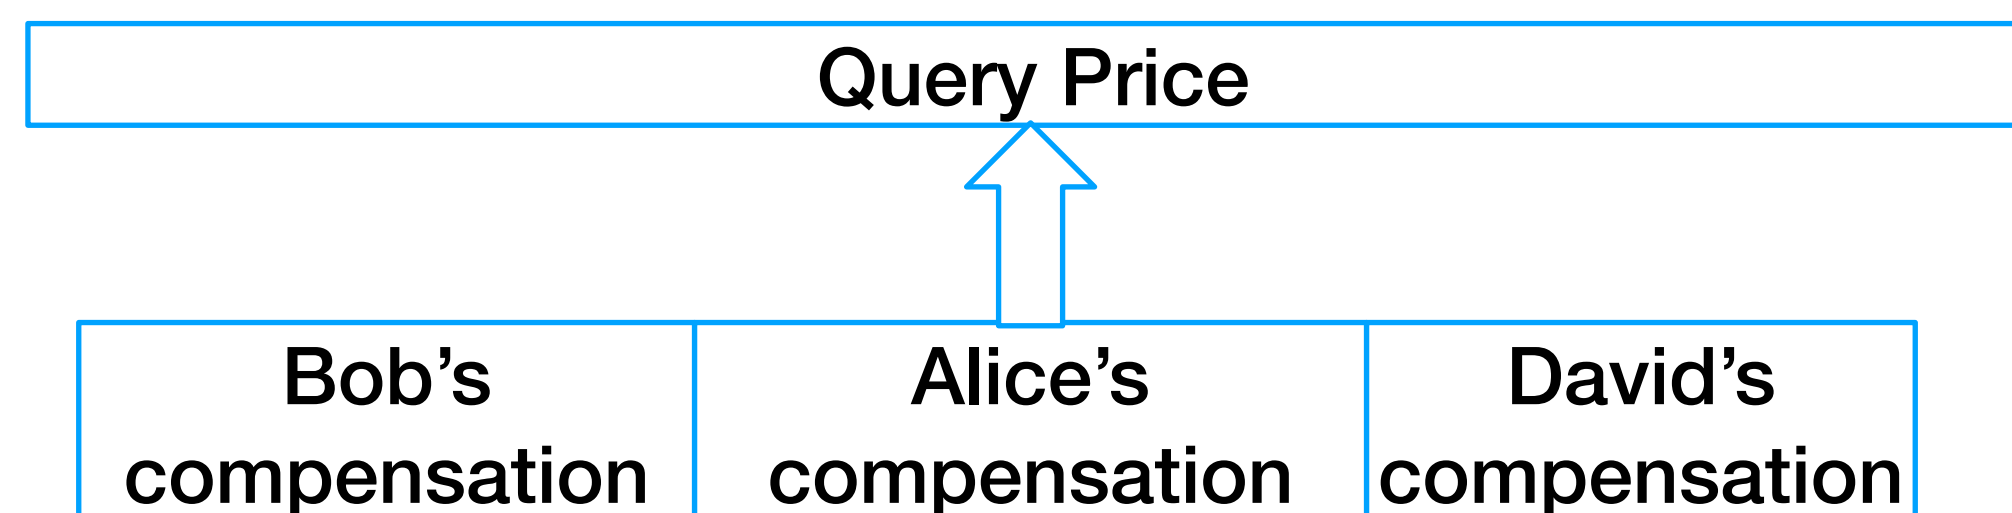 Query Price
Bob’s
compensation
Alice’s
compensation
David’s
compensation